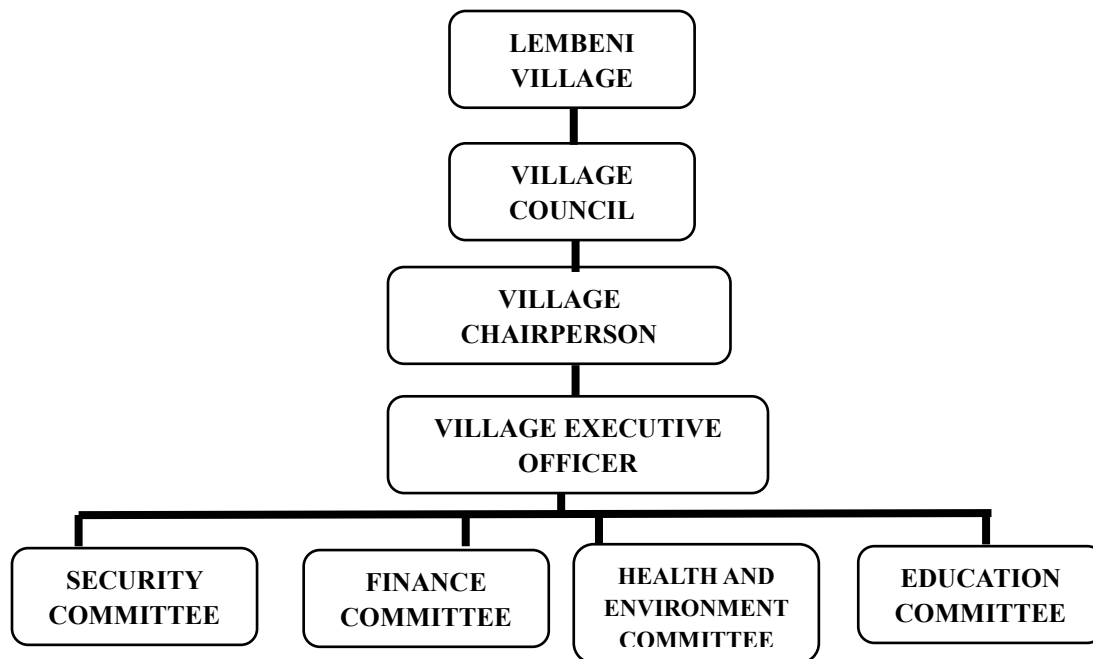 LEMBENI
VILLAGE
VILLAGE
COUNCIL
VILLAGE
CHAIRPERSON
VILLAGE EXECUTIVE
OFFICER
SECURITY
COMMITTEE
FINANCE
COMMITTEE
HEALTH AND
ENVIRONMENT
COMMITTEE
EDUCATION
COMMITTEE